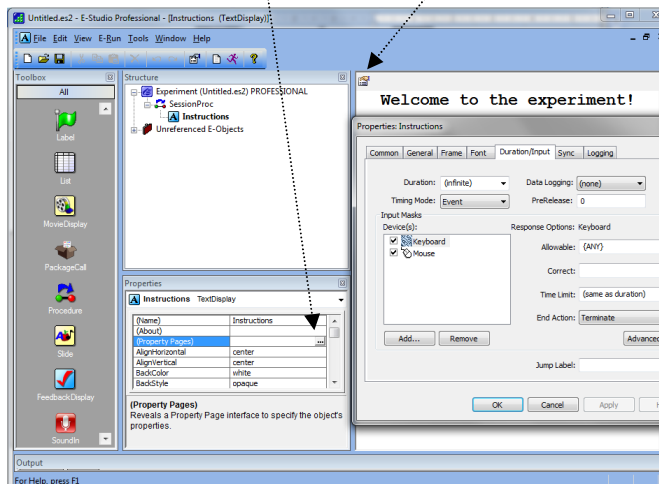 Untitled.es2 - E-Studio Professional - [Instructions (TextDisplay)]
File Edit View E-Run Tools Window Help
Toolbox
All
Label
List
MovieDisplay
PackageCall
Procedure
Slide
FeedbackDisplay
SoundIn
Structure
Experiment (Untitled.es2) PROFESSIONAL
SessionProc
Instructions
Unreferenced E-Objects
Properties
Instructions TextDisplay
(Name) Instructions
(About)
(Property Pages) ...
AlignHorizontal center
AlignVertical center
BackColor white
BackStyle opaque
(Property Pages)
Reveals a Property Page interface to specify the object's
properties.
Welcome to the experiment!
Properties: Instructions
Common General Frame Font Duration/Input Sync Logging
Duration: (infinite) Data Logging: (none)
Timing Mode: Event PreRelease: 0
Input Masks
Device(s): Response Options: Keyboard
Keyboard
Mouse
Allowable: {ANY}
Correct:
Time Limit: (same as duration)
End Action: Terminate
Add... Remove Advanced
Jump Label:
OK Cancel Apply
Output
For Help, press F1